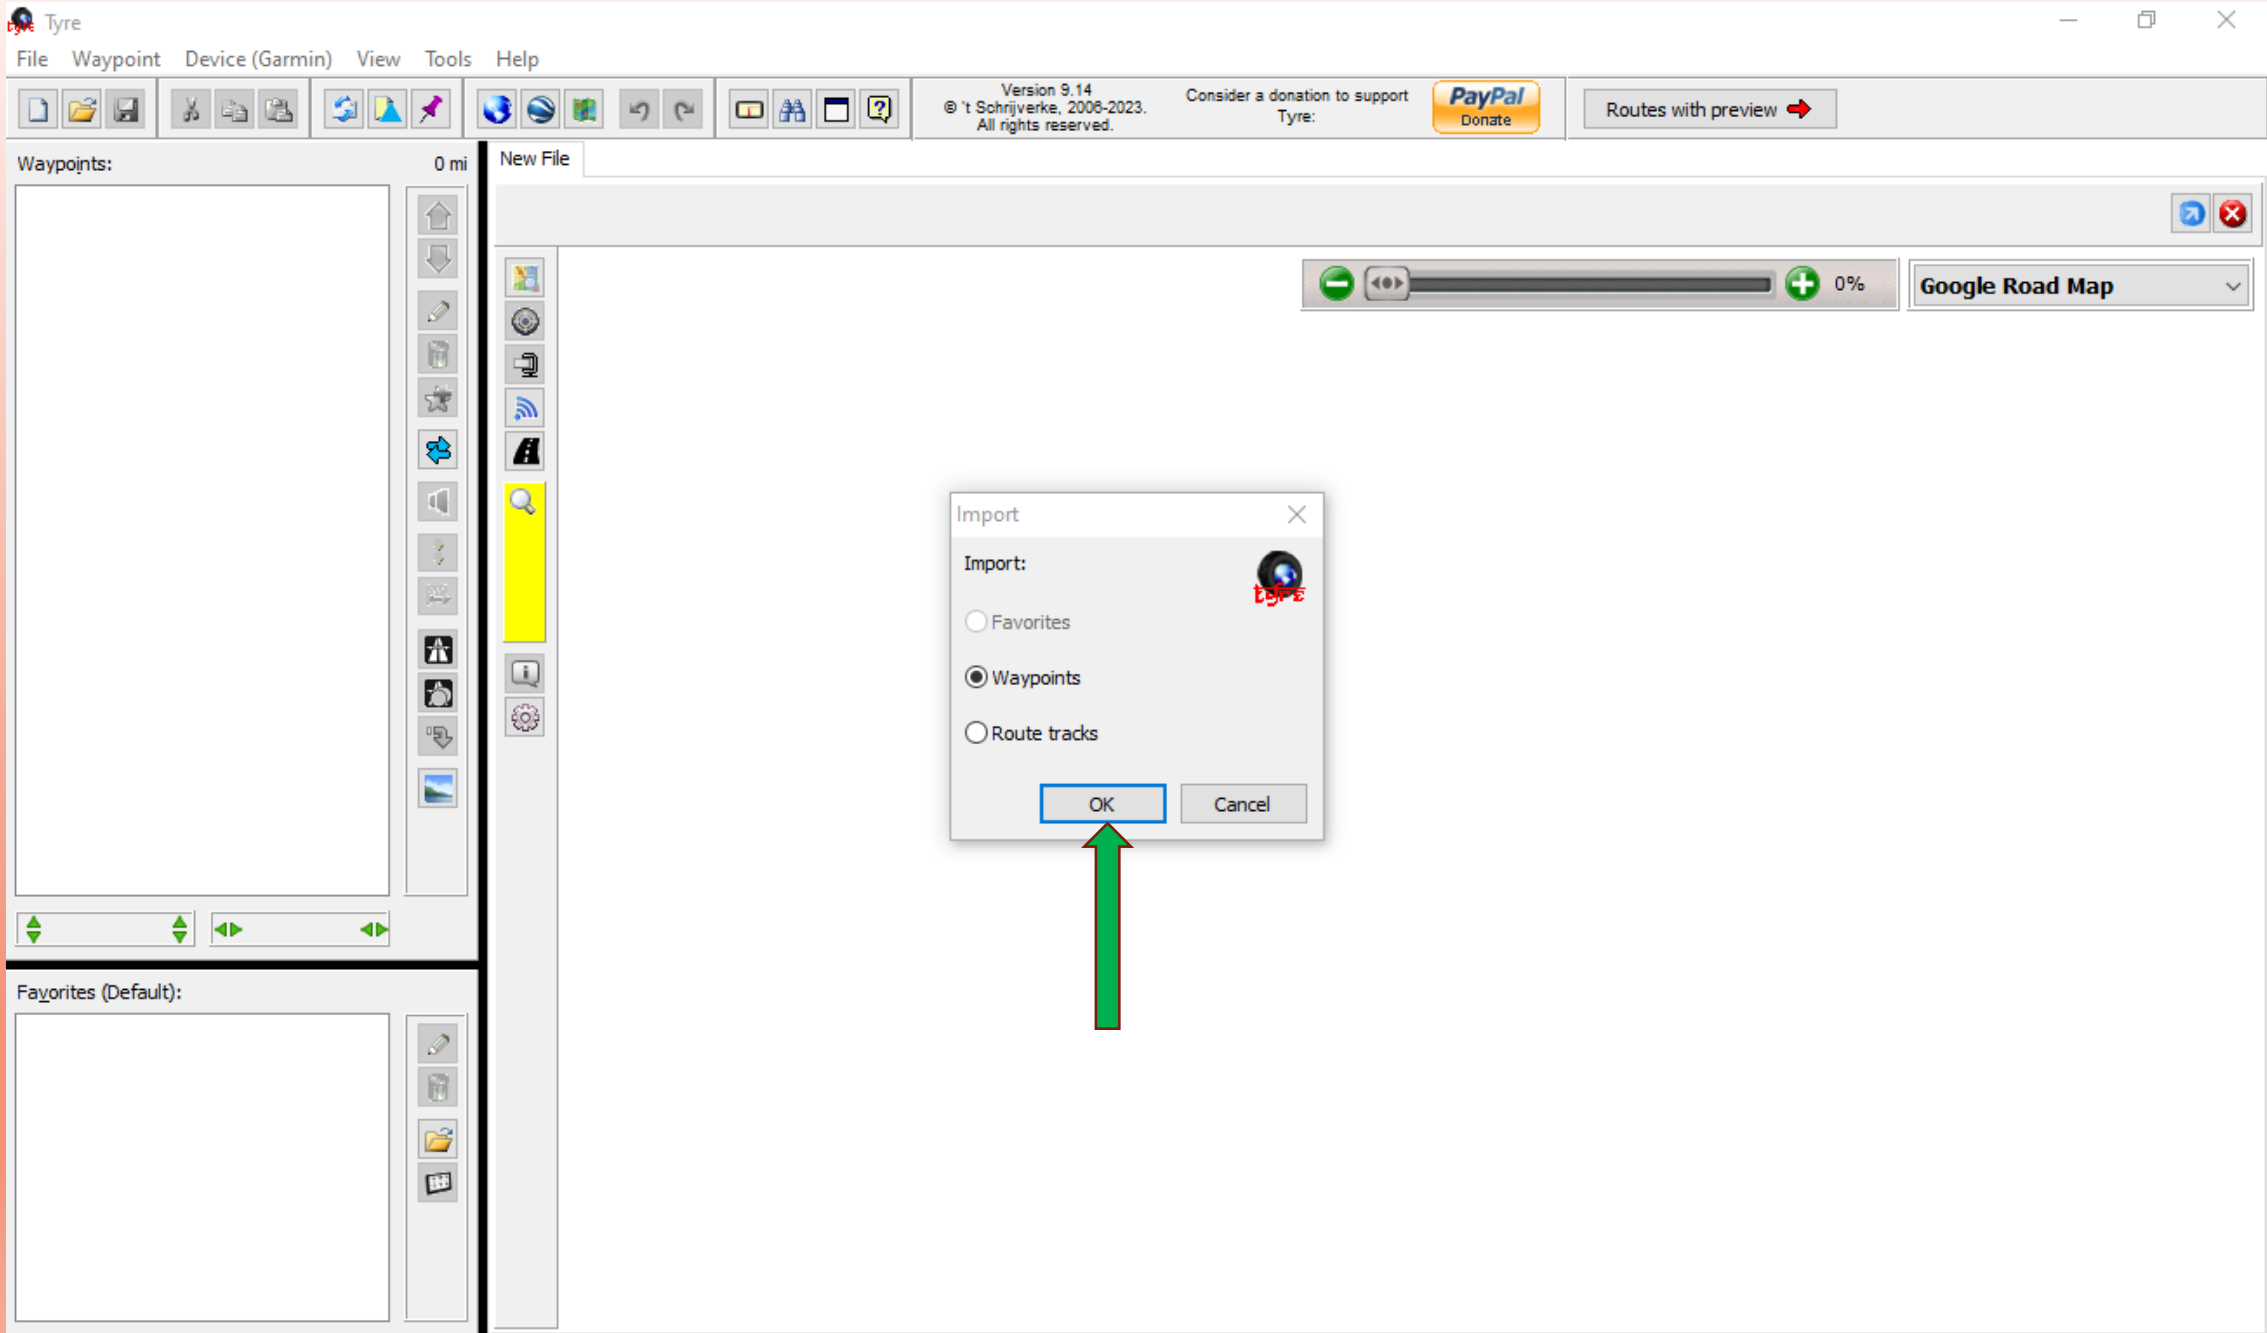 Tyre
File Waypoint Device (Garmin) View Tools Help
Version 9.14
© 't Schrijverke, 2006-2023.
All rights reserved.
Consider a donation to support
Tyre:
PayPal
Donate
Routes with preview
Waypoints:
0 mi
New File
0%
Google Road Map
Import
Import:
tyre
Favorites
Waypoints
Route tracks
OK
Cancel
Favorites (Default):